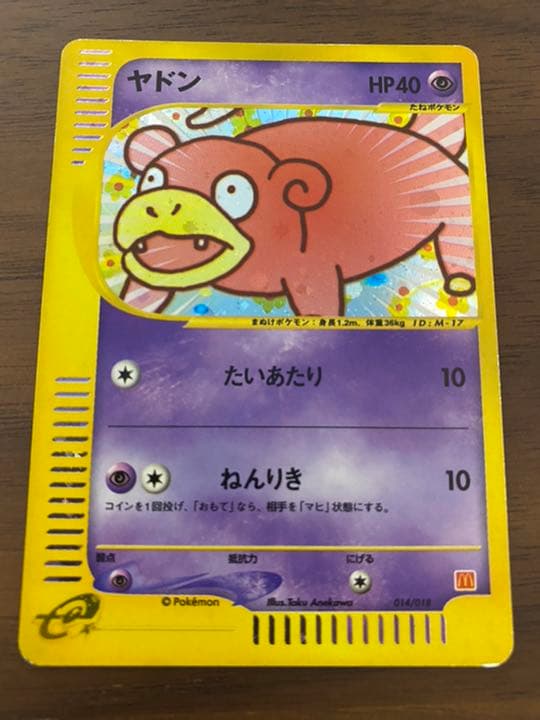 ヤドン HP40
たねポケモン
まぬけポケモン：身長1.2m、体重36kg ID:M-17
たいあたり 10
ねんりき 10
コインを1回投げ、「おもて」なら、相手を「マヒ」状態にする。
弱点 抵抗力 にげる
© Pokémon Illus.Taku Anekawa 014/018
e